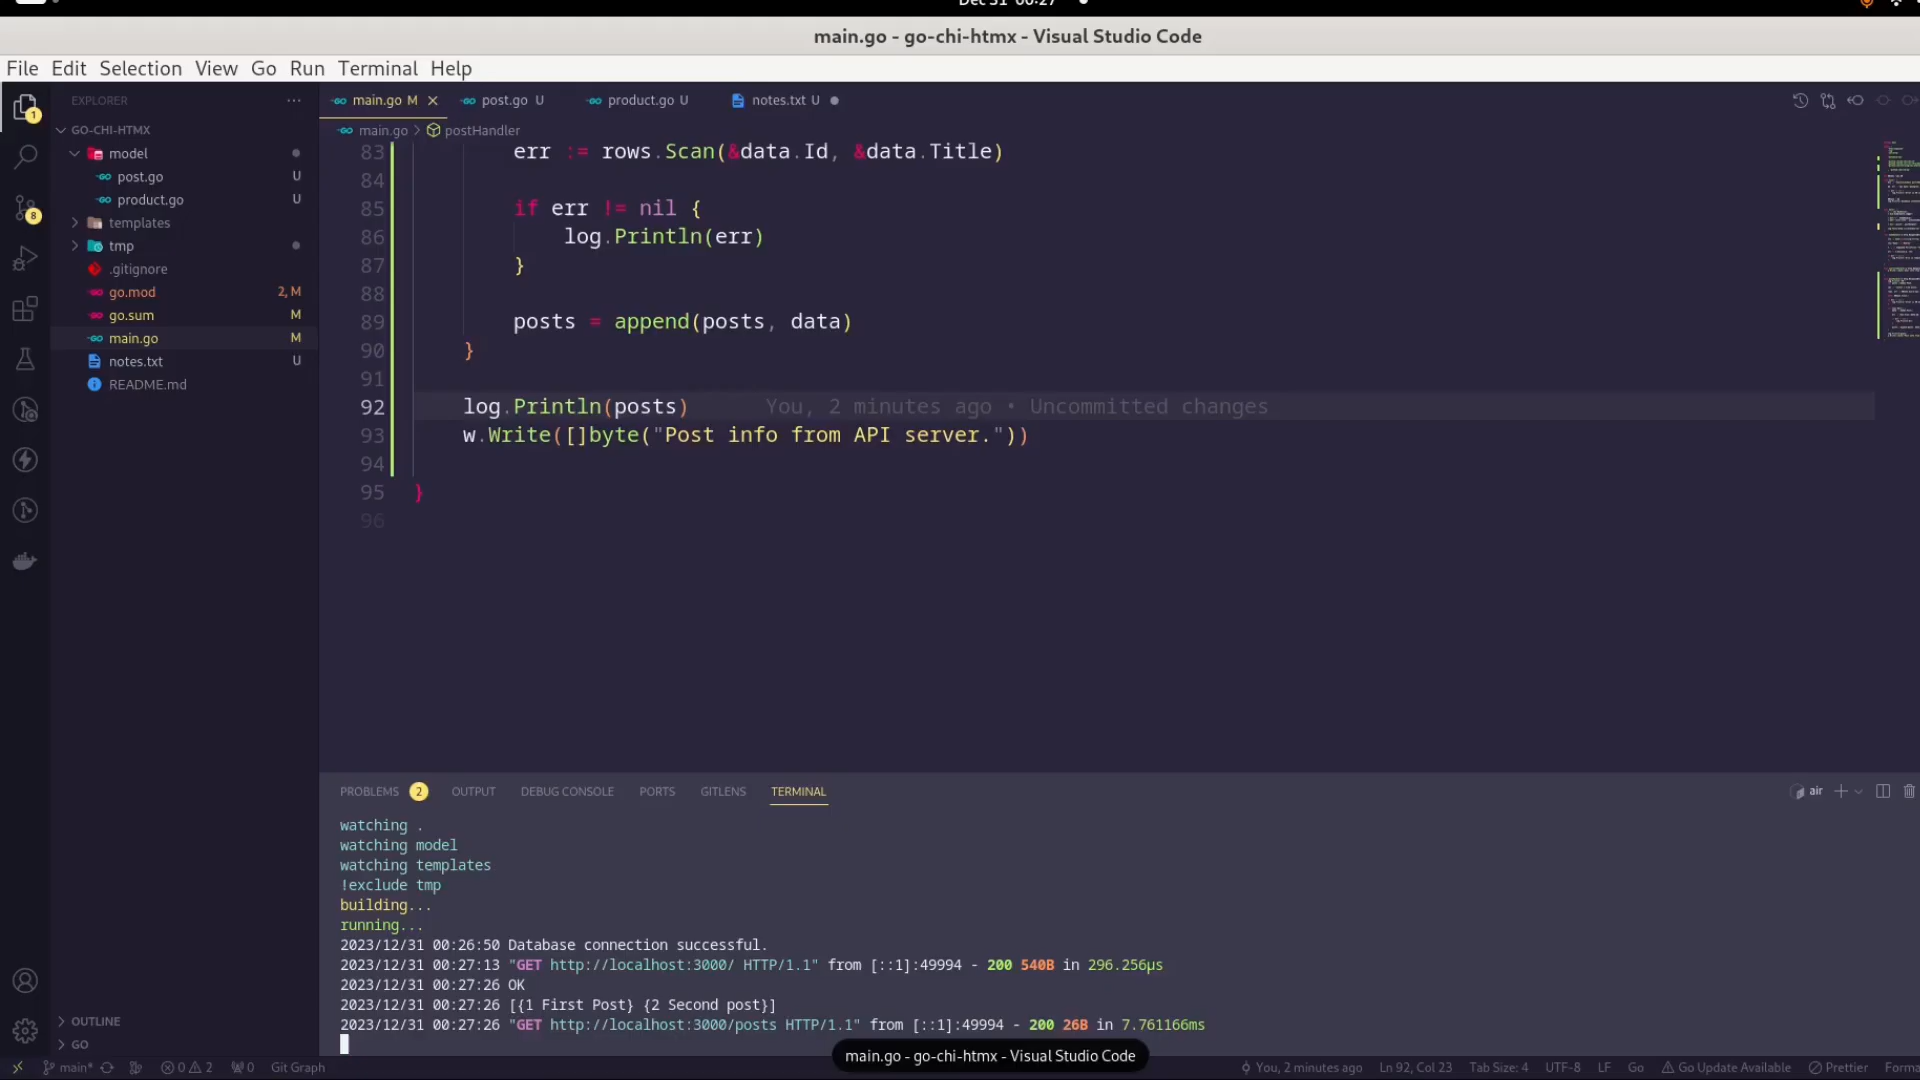 Dec 31 00:27
main.go - go-chi-htmx - Visual Studio Code
File Edit Selection View Go Run Terminal Help
EXPLORER
GO-CHI-HTMX
model
post.go U
product.go U
templates
tmp
.gitignore
go.mod 2, M
go.sum M
main.go M
notes.txt U
README.md
OUTLINE
GO
1
8
main.go M
post.go U
product.go U
notes.txt U
main.go > postHandler
83 err := rows.Scan(&data.Id, &data.Title)
84
85 if err != nil {
86 log.Println(err)
87 }
88
89 posts = append(posts, data)
90 }
91
92 log.Println(posts) You, 2 minutes ago • Uncommitted changes
93 w.Write([]byte("Post info from API server."))
94
95 }
96
PROBLEMS 2 OUTPUT DEBUG CONSOLE PORTS GITLENS TERMINAL
air
watching .
watching model
watching templates
!exclude tmp
building...
running...
2023/12/31 00:26:50 Database connection successful.
2023/12/31 00:27:13 "GET http://localhost:3000/ HTTP/1.1" from [::1]:49994 - 200 540B in 296.256µs
2023/12/31 00:27:26 OK
2023/12/31 00:27:26 [{1 First Post} {2 Second post}]
2023/12/31 00:27:26 "GET http://localhost:3000/posts HTTP/1.1" from [::1]:49994 - 200 26B in 7.761166ms
main.go - go-chi-htmx - Visual Studio Code
main* 0 2 0 Git Graph You, 2 minutes ago Ln 92, Col 23 Tab Size: 4 UTF-8 LF Go Go Update Available Prettier Forma